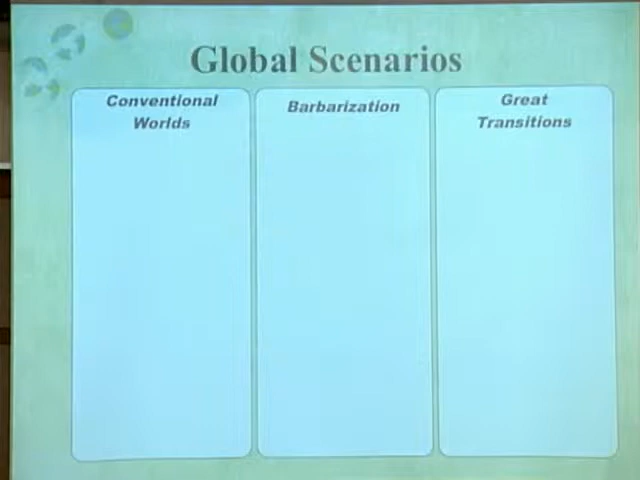 Global Scenarios
Conventional
Worlds
Barbarization
Great
Transitions